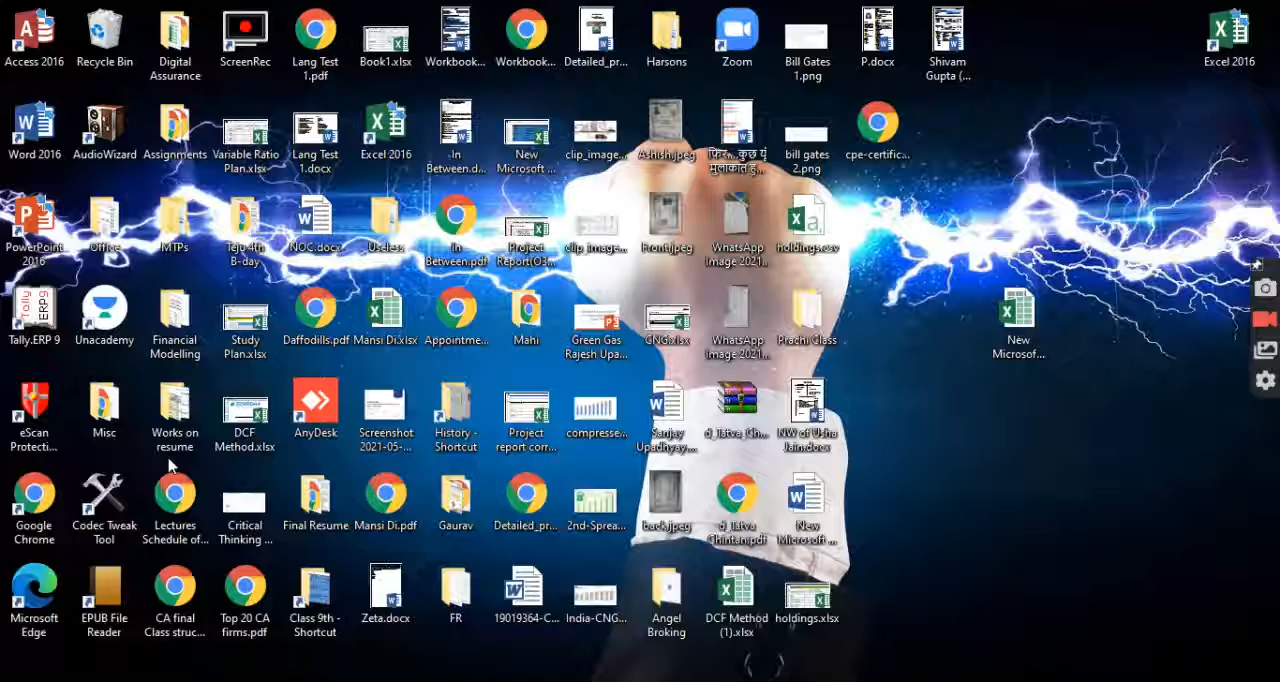 Access 2016
Recycle Bin
Digital
Assurance
ScreenRec
Lang Test
1.pdf
Book1.xlsx
Workbook...
Workbook...
Detailed_pr...
Harsons
Zoom
Bill Gates
1.png
P.docx
Shivam
Gupta (...
Excel 2016
Word 2016
AudioWizard
Assignments
Variable Ratio
Plan.xlsx
Lang Test
1.docx
Excel 2016
In
Between.d...
New
Microsoft ...
clip_image...
Ashish.jpeg
फिर...कुछ यूं
मुलाकात हु...
bill gates
2.png
cpe-certific...
PowerPoint
2016
Office
MTPs
Teju 4th
B-day
NOC.docx
Useless
In
Between.pdf
Project
Report(O3...
clip_image...
Front.jpeg
WhatsApp
Image 2021...
holdings.csv
Tally.ERP 9
Unacademy
Financial
Modelling
Study
Plan.xlsx
Daffodills.pdf
Mansi Di.xlsx
Appointme...
Mahi
Green Gas
Rajesh Upa...
CNG.xlsx
WhatsApp
Image 2021...
Prachi Class
New
Microsof...
eScan
Protecti...
Misc
Works on
resume
DCF
Method.xlsx
AnyDesk
Screenshot
2021-05-...
History -
Shortcut
Project
report corr...
compresse...
Sanjay
Upadhyay...
d_Tatva_Ch...
NW of Usha
Jain.docx
Google
Chrome
Codec Tweak
Tool
Lectures
Schedule of...
Critical
Thinking ...
Final Resume
Mansi Di.pdf
Gaurav
Detailed_pr...
2nd-Sprea...
back.jpeg
d_Tatva
Chintan.pdf
New
Microsoft ...
Microsoft
Edge
EPUB File
Reader
CA final
Class struc...
Top 20 CA
firms.pdf
Class 9th -
Shortcut
Zeta.docx
FR
19019364-C...
India-CNG...
Angel
Broking
DCF Method
(1).xlsx
holdings.xlsx